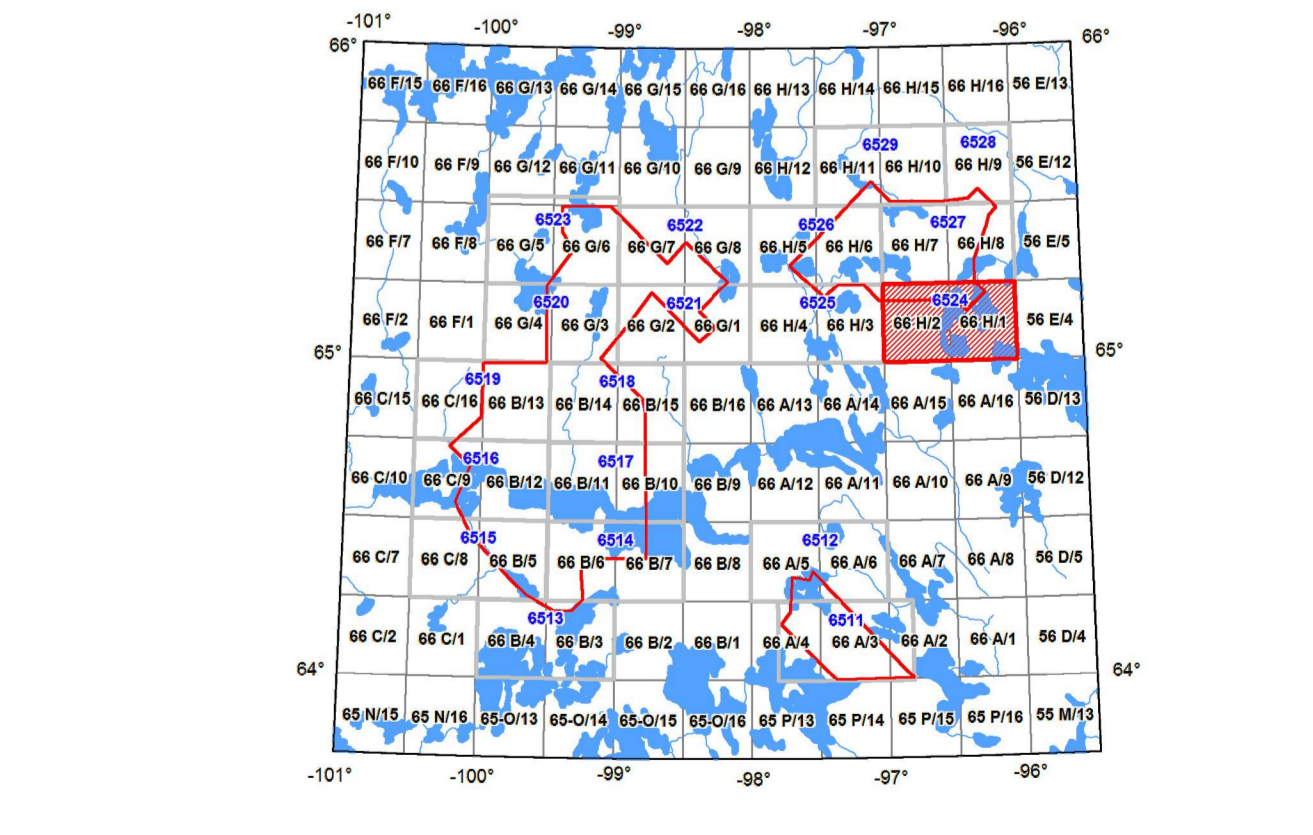 -101° -100° -99° -98° -97° -96°
66° 66°
66 F/15 66 F/16 66 G/13 66 G/14 66 G/15 66 G/16 66 H/13 66 H/14 66 H/15 66 H/16 56 E/13
6529 6528
66 F/10 66 F/9 66 G/12 66 G/11 66 G/10 66 G/9 66 H/12 66 H/11 66 H/10 66 H/9 56 E/12
6523 6522 6526 6527
66 F/7 66 F/8 66 G/5 66 G/6 66 G/7 66 G/8 66 H/5 66 H/6 66 H/7 66 H/8 56 E/5
6520 6521 6525 6524
66 F/2 66 F/1 66 G/4 66 G/3 66 G/2 66 G/1 66 H/4 66 H/3 66 H/2 66 H/1 56 E/4
65° 65°
6519 6518
66 C/15 66 C/16 66 B/13 66 B/14 66 B/15 66 B/16 66 A/13 66 A/14 66 A/15 66 A/16 56 D/13
6516 6517
66 C/10 66 C/9 66 B/12 66 B/11 66 B/10 66 B/9 66 A/12 66 A/11 66 A/10 66 A/9 56 D/12
6515 6514 6512
66 C/7 66 C/8 66 B/5 66 B/6 66 B/7 66 B/8 66 A/5 66 A/6 66 A/7 66 A/8 56 D/5
6513 6511
66 C/2 66 C/1 66 B/4 66 B/3 66 B/2 66 B/1 66 A/4 66 A/3 66 A/2 66 A/1 56 D/4
64° 64°
65 N/15 65 N/16 65-O/13 65-O/14 65-O/15 65-O/16 65 P/13 65 P/14 65 P/15 65 P/16 55 M/13
-101° -100° -99° -98° -97° -96°